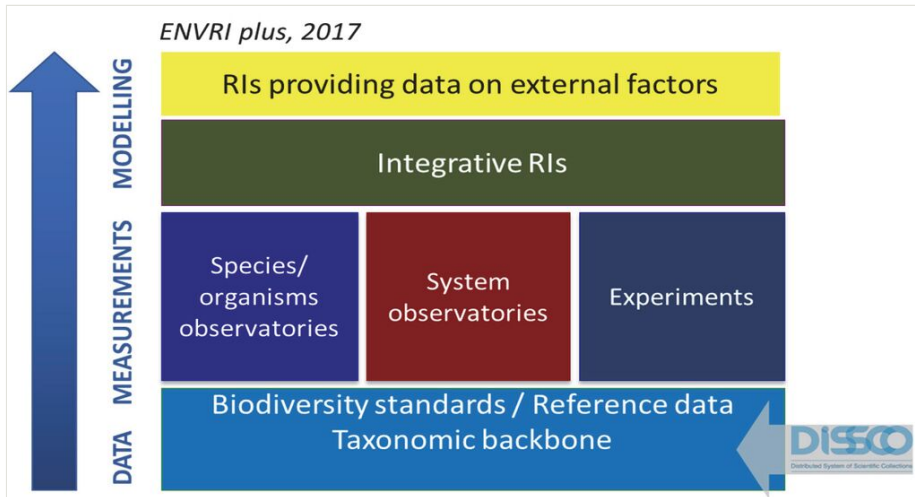 ENVRI plus, 2017
MODELLING
RIs providing data on external factors
Integrative RIs
MEASUREMENTS
Species/
organisms
observatories
System
observatories
Experiments
DATA
Biodiversity standards / Reference data
Taxonomic backbone
DiSSCo
Distributed System of Scientific Collections